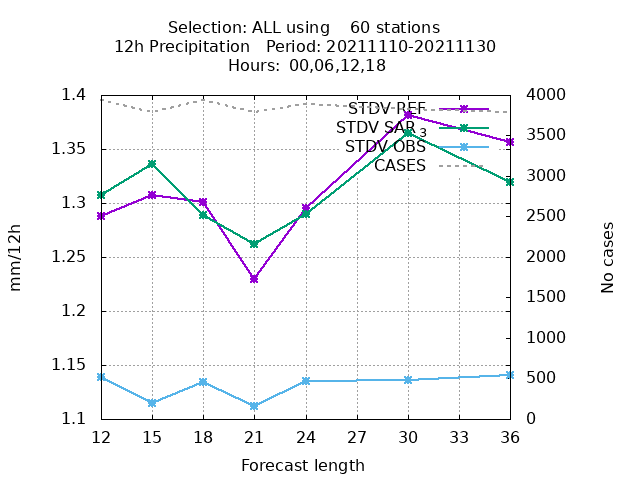 Selection: ALL using    60 stations
12h Precipitation   Period: 20211110-20211130
Hours:  00,06,12,18
1.4
1.35
1.3
1.25
1.2
1.15
1.1
4000
3500
3000
2500
2000
1500
1000
500
0
STDV REF
STDV SAR 3
STDV OBS
CASES
mm/12h
No cases
12 15 18 21 24 27 30 33 36
Forecast length